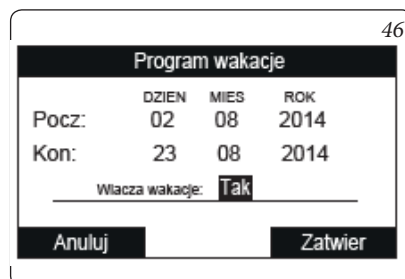 46
Program wakacje
DZIEN MIES ROK
Pocz: 02 08 2014
Kon: 23 08 2014
Wlacza wakacje: Tak
Anuluj Zatwier